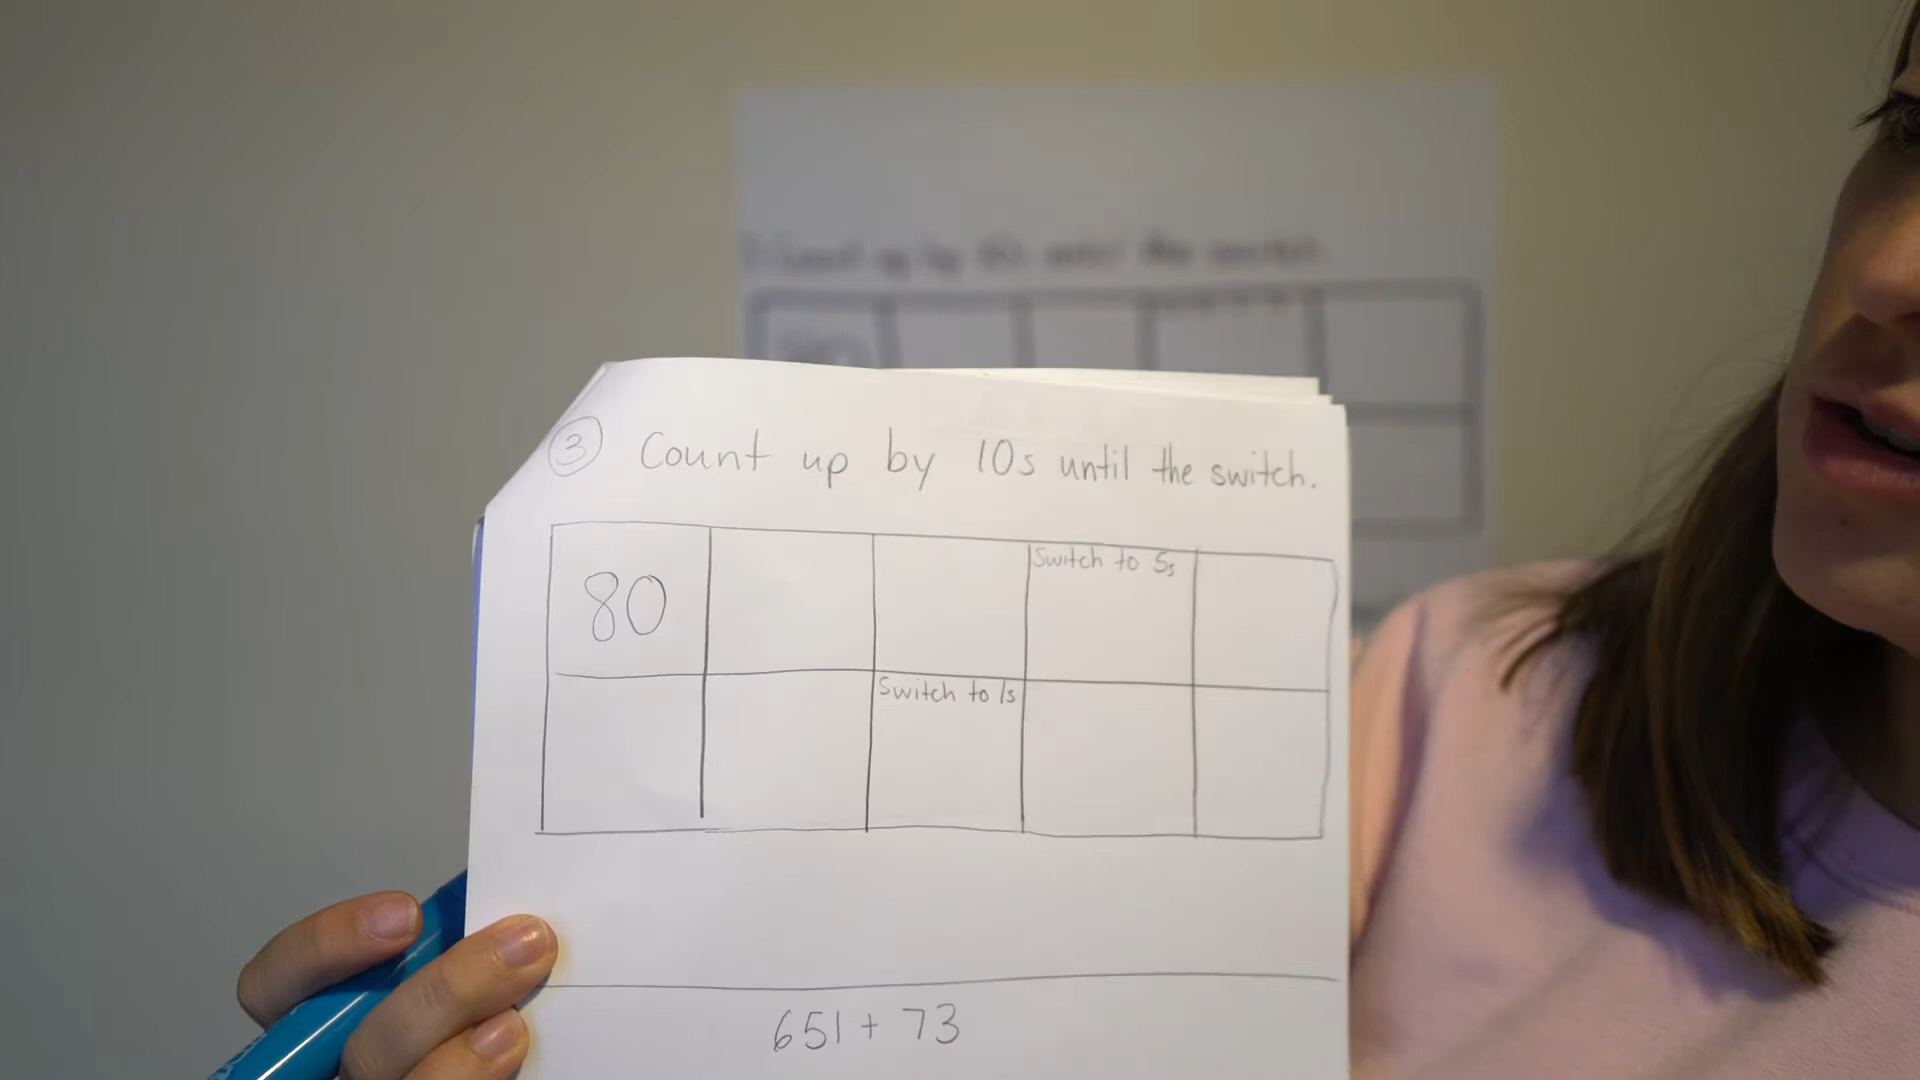 ③ Count up by 10s until the switch.
80
Switch to 5s
Switch to 1s
651 + 73